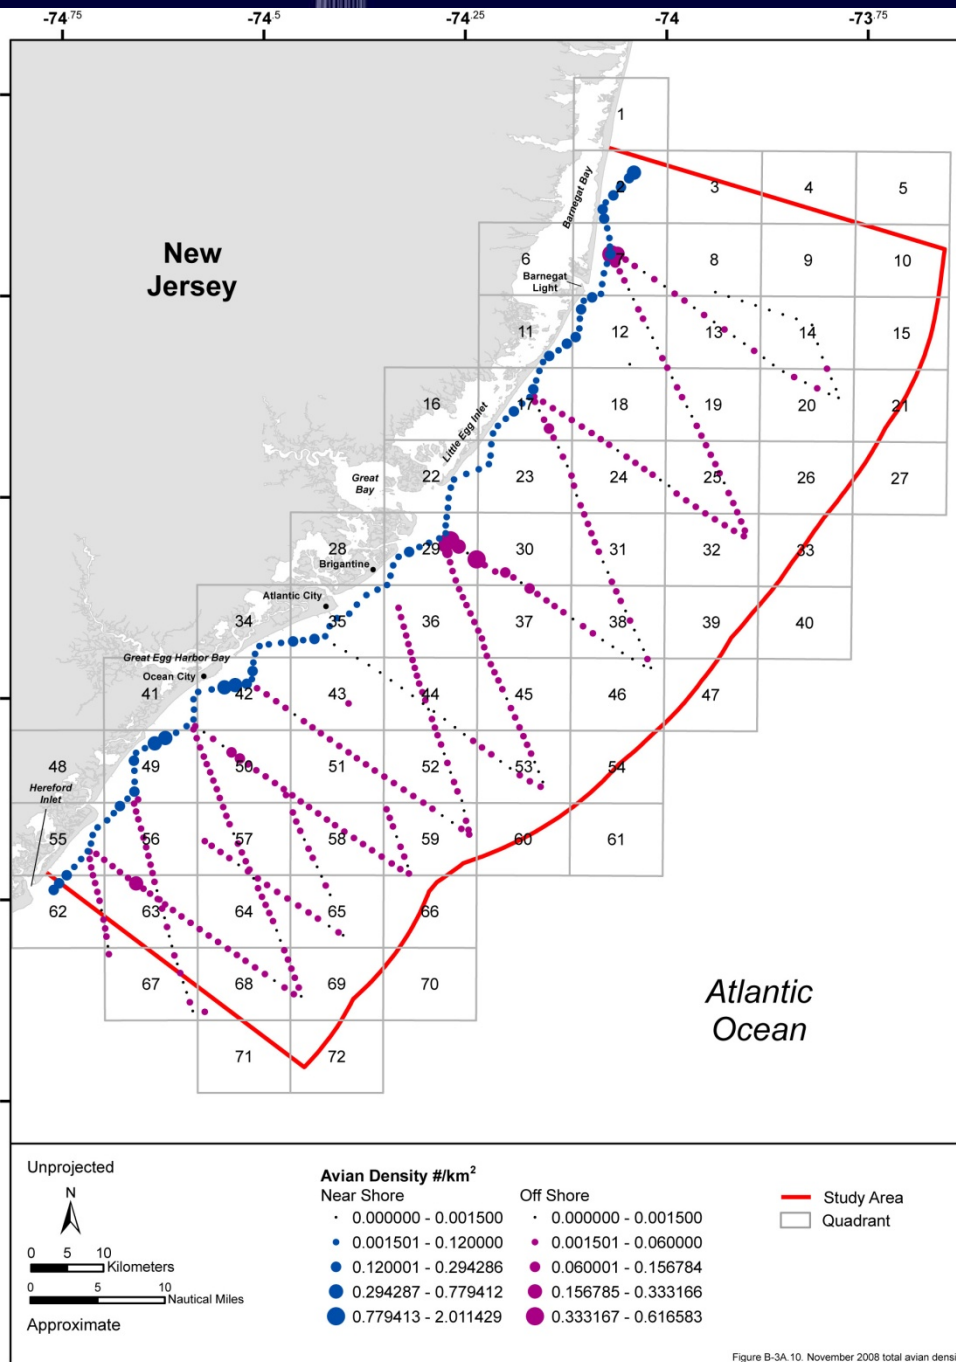 -74.75 -74.5 -74.25 -74 -73.75
1
2 3 4 5
New
Jersey
Barnegat Bay
6 7 8 9 10
Barnegat
Light
11 12 13 14 15
16 17 18 19 20 21
Little Egg Inlet
22 23 24 25 26 27
Great
Bay
28 29 30 31 32 33
Brigantine
Atlantic City
34 35 36 37 38 39 40
Great Egg Harbor Bay
Ocean City
41 42 43 44 45 46 47
48 49 50 51 52 53 54
Hereford
Inlet
55 56 57 58 59 60 61
62 63 64 65 66
67 68 69 70
Atlantic
Ocean
71 72
Unprojected
N
0 5 10
Kilometers
0 5 10
Nautical Miles
Approximate
Avian Density #/km2
Near Shore
0.000000 - 0.001500
0.001501 - 0.120000
0.120001 - 0.294286
0.294287 - 0.779412
0.779413 - 2.011429
Off Shore
0.000000 - 0.001500
0.001501 - 0.060000
0.060001 - 0.156784
0.156785 - 0.333166
0.333167 - 0.616583
Study Area
Quadrant
Figure B-3A.10. November 2008 total avian densi